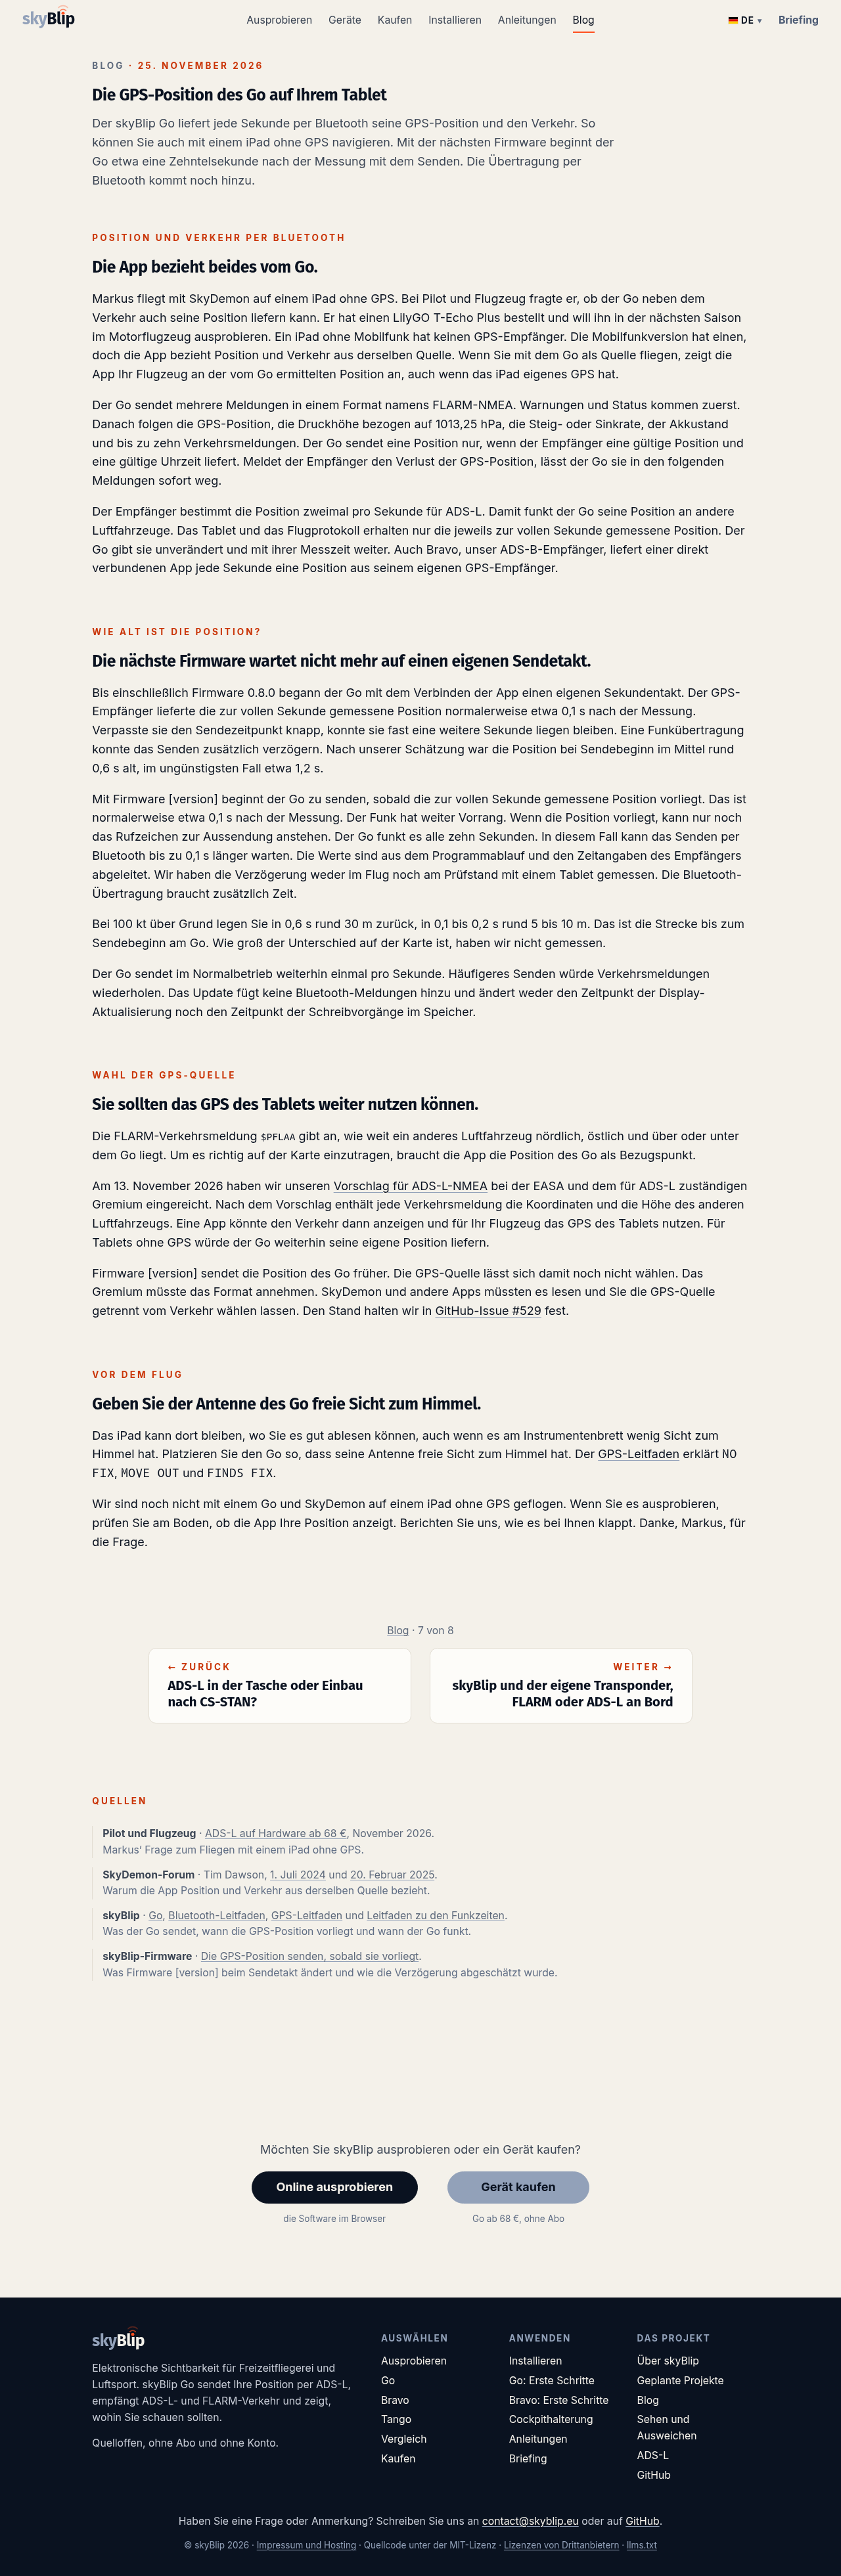 skyBlip
Ausprobieren Geräte Kaufen Installieren Anleitungen Blog
DE ▾ Briefing
BLOG · 25. NOVEMBER 2026
Die GPS-Position des Go auf Ihrem Tablet
Der skyBlip Go liefert jede Sekunde per Bluetooth seine GPS-Position und den Verkehr. So
können Sie auch mit einem iPad ohne GPS navigieren. Mit der nächsten Firmware beginnt der
Go etwa eine Zehntelsekunde nach der Messung mit dem Senden. Die Übertragung per
Bluetooth kommt noch hinzu.
POSITION UND VERKEHR PER BLUETOOTH
Die App bezieht beides vom Go.
Markus fliegt mit SkyDemon auf einem iPad ohne GPS. Bei Pilot und Flugzeug fragte er, ob der Go neben dem
Verkehr auch seine Position liefern kann. Er hat einen LilyGO T-Echo Plus bestellt und will ihn in der nächsten Saison
im Motorflugzeug ausprobieren. Ein iPad ohne Mobilfunk hat keinen GPS-Empfänger. Die Mobilfunkversion hat einen,
doch die App bezieht Position und Verkehr aus derselben Quelle. Wenn Sie mit dem Go als Quelle fliegen, zeigt die
App Ihr Flugzeug an der vom Go ermittelten Position an, auch wenn das iPad eigenes GPS hat.
Der Go sendet mehrere Meldungen in einem Format namens FLARM-NMEA. Warnungen und Status kommen zuerst.
Danach folgen die GPS-Position, die Druckhöhe bezogen auf 1013,25 hPa, die Steig- oder Sinkrate, der Akkustand
und bis zu zehn Verkehrsmeldungen. Der Go sendet eine Position nur, wenn der Empfänger eine gültige Position und
eine gültige Uhrzeit liefert. Meldet der Empfänger den Verlust der GPS-Position, lässt der Go sie in den folgenden
Meldungen sofort weg.
Der Empfänger bestimmt die Position zweimal pro Sekunde für ADS-L. Damit funkt der Go seine Position an andere
Luftfahrzeuge. Das Tablet und das Flugprotokoll erhalten nur die jeweils zur vollen Sekunde gemessene Position. Der
Go gibt sie unverändert und mit ihrer Messzeit weiter. Auch Bravo, unser ADS-B-Empfänger, liefert einer direkt
verbundenen App jede Sekunde eine Position aus seinem eigenen GPS-Empfänger.
WIE ALT IST DIE POSITION?
Die nächste Firmware wartet nicht mehr auf einen eigenen Sendetakt.
Bis einschließlich Firmware 0.8.0 begann der Go mit dem Verbinden der App einen eigenen Sekundentakt. Der GPS-
Empfänger lieferte die zur vollen Sekunde gemessene Position normalerweise etwa 0,1 s nach der Messung.
Verpasste sie den Sendezeitpunkt knapp, konnte sie fast eine weitere Sekunde liegen bleiben. Eine Funkübertragung
konnte das Senden zusätzlich verzögern. Nach unserer Schätzung war die Position bei Sendebeginn im Mittel rund
0,6 s alt, im ungünstigsten Fall etwa 1,2 s.
Mit Firmware [version] beginnt der Go zu senden, sobald die zur vollen Sekunde gemessene Position vorliegt. Das ist
normalerweise etwa 0,1 s nach der Messung. Der Funk hat weiter Vorrang. Wenn die Position vorliegt, kann nur noch
das Rufzeichen zur Aussendung anstehen. Der Go funkt es alle zehn Sekunden. In diesem Fall kann das Senden per
Bluetooth bis zu 0,1 s länger warten. Die Werte sind aus dem Programmablauf und den Zeitangaben des Empfängers
abgeleitet. Wir haben die Verzögerung weder im Flug noch am Prüfstand mit einem Tablet gemessen. Die Bluetooth-
Übertragung braucht zusätzlich Zeit.
Bei 100 kt über Grund legen Sie in 0,6 s rund 30 m zurück, in 0,1 bis 0,2 s rund 5 bis 10 m. Das ist die Strecke bis zum
Sendebeginn am Go. Wie groß der Unterschied auf der Karte ist, haben wir nicht gemessen.
Der Go sendet im Normalbetrieb weiterhin einmal pro Sekunde. Häufigeres Senden würde Verkehrsmeldungen
wiederholen. Das Update fügt keine Bluetooth-Meldungen hinzu und ändert weder den Zeitpunkt der Display-
Aktualisierung noch den Zeitpunkt der Schreibvorgänge im Speicher.
WAHL DER GPS-QUELLE
Sie sollten das GPS des Tablets weiter nutzen können.
Die FLARM-Verkehrsmeldung $PFLAA gibt an, wie weit ein anderes Luftfahrzeug nördlich, östlich und über oder unter
dem Go liegt. Um es richtig auf der Karte einzutragen, braucht die App die Position des Go als Bezugspunkt.
Am 13. November 2026 haben wir unseren Vorschlag für ADS-L-NMEA bei der EASA und dem für ADS-L zuständigen
Gremium eingereicht. Nach dem Vorschlag enthält jede Verkehrsmeldung die Koordinaten und die Höhe des anderen
Luftfahrzeugs. Eine App könnte den Verkehr dann anzeigen und für Ihr Flugzeug das GPS des Tablets nutzen. Für
Tablets ohne GPS würde der Go weiterhin seine eigene Position liefern.
Firmware [version] sendet die Position des Go früher. Die GPS-Quelle lässt sich damit noch nicht wählen. Das
Gremium müsste das Format annehmen. SkyDemon und andere Apps müssten es lesen und Sie die GPS-Quelle
getrennt vom Verkehr wählen lassen. Den Stand halten wir in GitHub-Issue #529 fest.
VOR DEM FLUG
Geben Sie der Antenne des Go freie Sicht zum Himmel.
Das iPad kann dort bleiben, wo Sie es gut ablesen können, auch wenn es am Instrumentenbrett wenig Sicht zum
Himmel hat. Platzieren Sie den Go so, dass seine Antenne freie Sicht zum Himmel hat. Der GPS-Leitfaden erklärt NO
FIX, MOVE OUT und FINDS FIX.
Wir sind noch nicht mit einem Go und SkyDemon auf einem iPad ohne GPS geflogen. Wenn Sie es ausprobieren,
prüfen Sie am Boden, ob die App Ihre Position anzeigt. Berichten Sie uns, wie es bei Ihnen klappt. Danke, Markus, für
die Frage.
Blog · 7 von 8
← ZURÜCK
ADS-L in der Tasche oder Einbau
nach CS-STAN?
WEITER →
skyBlip und der eigene Transponder,
FLARM oder ADS-L an Bord
QUELLEN
Pilot und Flugzeug · ADS-L auf Hardware ab 68 €, November 2026.
Markus' Frage zum Fliegen mit einem iPad ohne GPS.
SkyDemon-Forum · Tim Dawson, 1. Juli 2024 und 20. Februar 2025.
Warum die App Position und Verkehr aus derselben Quelle bezieht.
skyBlip · Go, Bluetooth-Leitfaden, GPS-Leitfaden und Leitfaden zu den Funkzeiten.
Was der Go sendet, wann die GPS-Position vorliegt und wann der Go funkt.
skyBlip-Firmware · Die GPS-Position senden, sobald sie vorliegt.
Was Firmware [version] beim Sendetakt ändert und wie die Verzögerung abgeschätzt wurde.
Möchten Sie skyBlip ausprobieren oder ein Gerät kaufen?
Online ausprobieren
Gerät kaufen
die Software im Browser
Go ab 68 €, ohne Abo
skyBlip
Elektronische Sichtbarkeit für Freizeitfliegerei und
Luftsport. skyBlip Go sendet Ihre Position per ADS-L,
empfängt ADS-L- und FLARM-Verkehr und zeigt,
wohin Sie schauen sollten.
Quelloffen, ohne Abo und ohne Konto.
AUSWÄHLEN
Ausprobieren
Go
Bravo
Tango
Vergleich
Kaufen
ANWENDEN
Installieren
Go: Erste Schritte
Bravo: Erste Schritte
Cockpithalterung
Anleitungen
Briefing
DAS PROJEKT
Über skyBlip
Geplante Projekte
Blog
Sehen und
Ausweichen
ADS-L
GitHub
Haben Sie eine Frage oder Anmerkung? Schreiben Sie uns an contact@skyblip.eu oder auf GitHub.
© skyBlip 2026 · Impressum und Hosting · Quellcode unter der MIT-Lizenz · Lizenzen von Drittanbietern · llms.txt